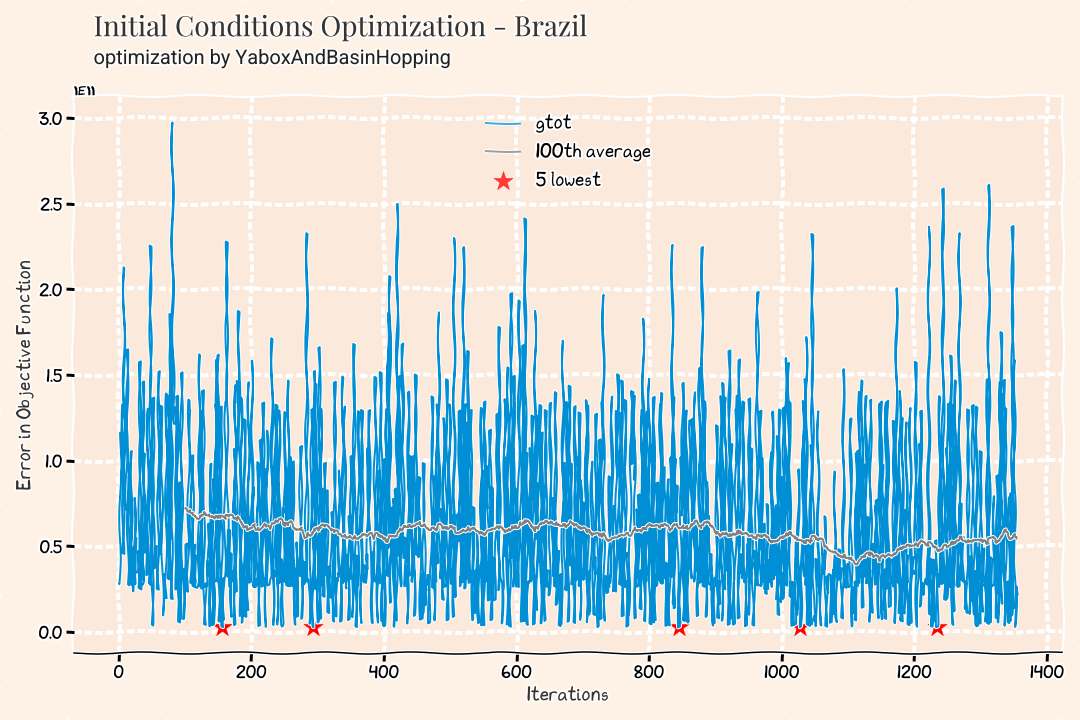 Initial Conditions Optimization - Brazil
optimization by YaboxAndBasinHopping
1E11
3.0
2.5
2.0
1.5
1.0
0.5
0.0
Error in Objective Function
gtot
100th average
5 lowest
0 200 400 600 800 1000 1200 1400
Iterations